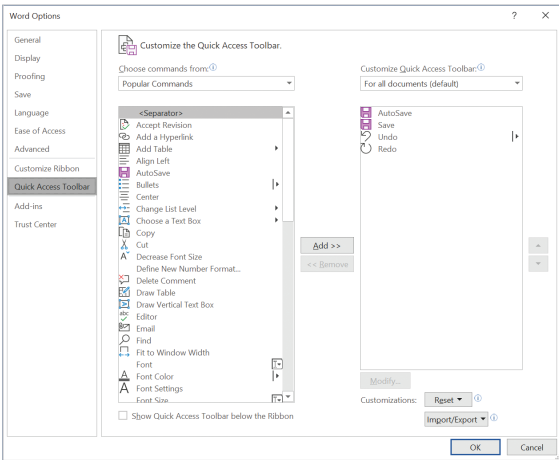 Word Options
? ×
General
Display
Proofing
Save
Language
Ease of Access
Advanced
Customize Ribbon
Quick Access Toolbar
Add-ins
Trust Center
Customize the Quick Access Toolbar.
Choose commands from:
Popular Commands
<Separator>
Accept Revision
Add a Hyperlink
Add Table
Align Left
AutoSave
Bullets
Center
Change List Level
Choose a Text Box
Copy
Cut
Decrease Font Size
Define New Number Format...
Delete Comment
Draw Table
Draw Vertical Text Box
Editor
Email
Find
Fit to Window Width
Font
Font Color
Font Settings
Font Size
Show Quick Access Toolbar below the Ribbon
Add >>
<< Remove
Customize Quick Access Toolbar:
For all documents (default)
AutoSave
Save
Undo
Redo
Modify...
Customizations:
Reset
Import/Export
OK
Cancel